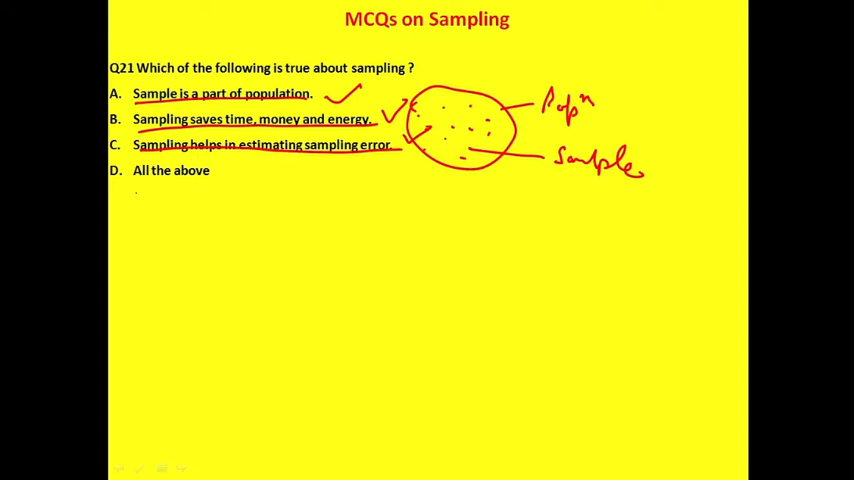 MCQs on Sampling
Q21 Which of the following is true about sampling ?
A. Sample is a part of population.
B. Sampling saves time, money and energy.
C. Sampling helps in estimating sampling error.
D. All the above
Popn
Sample